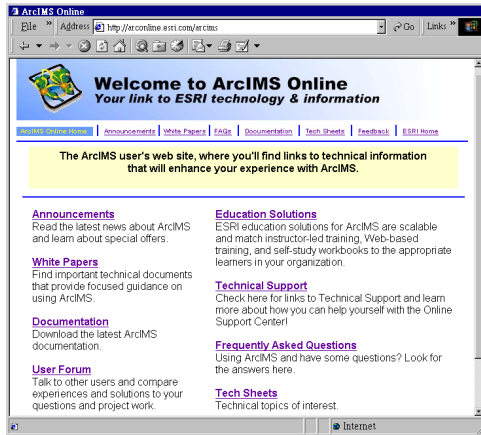 ArcIMS Online
File » Address http://arconline.esri.com/arcims Go Links »
Welcome to ArcIMS Online
Your link to ESRI technology & information
ArcIMS Online Home Announcements White Papers FAQs Documentation Tech Sheets Feedback ESRI Home
The ArcIMS user's web site, where you'll find links to technical information
that will enhance your experience with ArcIMS.
Announcements
Read the latest news about ArcIMS
and learn about special offers.
White Papers
Find important technical documents
that provide focused guidance on
using ArcIMS.
Documentation
Download the latest ArcIMS
documentation.
User Forum
Talk to other users and compare
experiences and solutions to your
questions and project work.
Education Solutions
ESRI education solutions for ArcIMS are scalable
and match instructor-led training, Web-based
training, and self-study workbooks to the appropriate
learners in your organization.
Technical Support
Check here for links to Technical Support and learn
more about how you can help yourself with the Online
Support Center!
Frequently Asked Questions
Using ArcIMS and have some questions? Look for
the answers here.
Tech Sheets
Technical topics of interest.
Internet